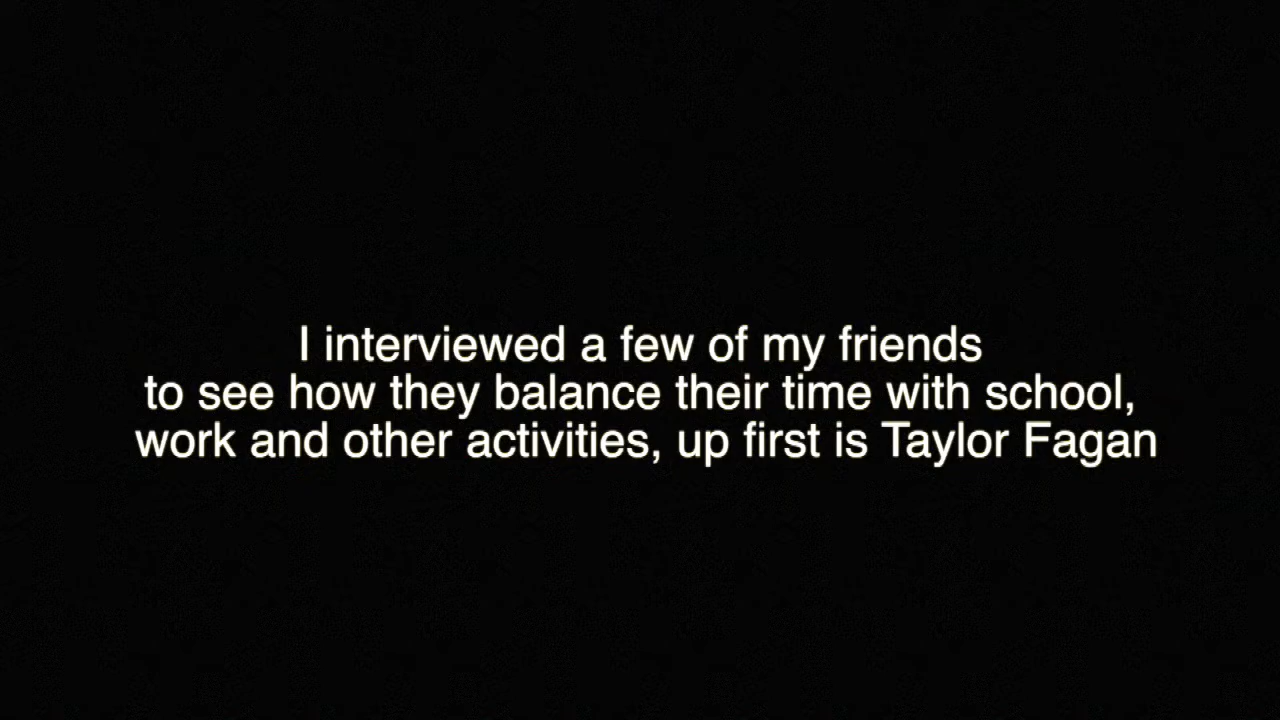 I interviewed a few of my friends
to see how they balance their time with school,
work and other activities, up first is Taylor Fagan